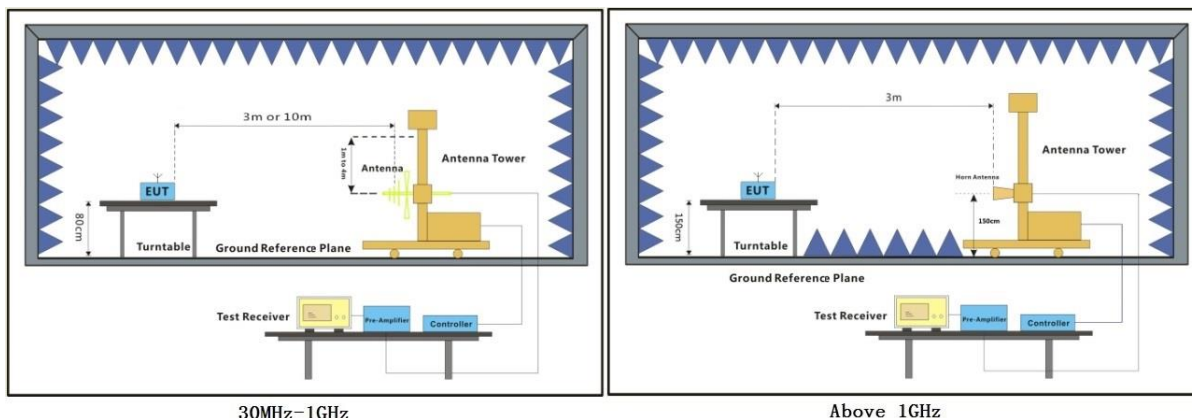 3m or 10m
1m to 4m
Antenna
Antenna Tower
EUT
80cm
Turntable
Ground Reference Plane
Test Receiver
Pre-Amplifier
Controller
30MHz-1GHz
3m
Antenna Tower
Horn Antenna
EUT
150cm
150cm
Turntable
Ground Reference Plane
Test Receiver
Pre-Amplifier
Controller
Above 1GHz